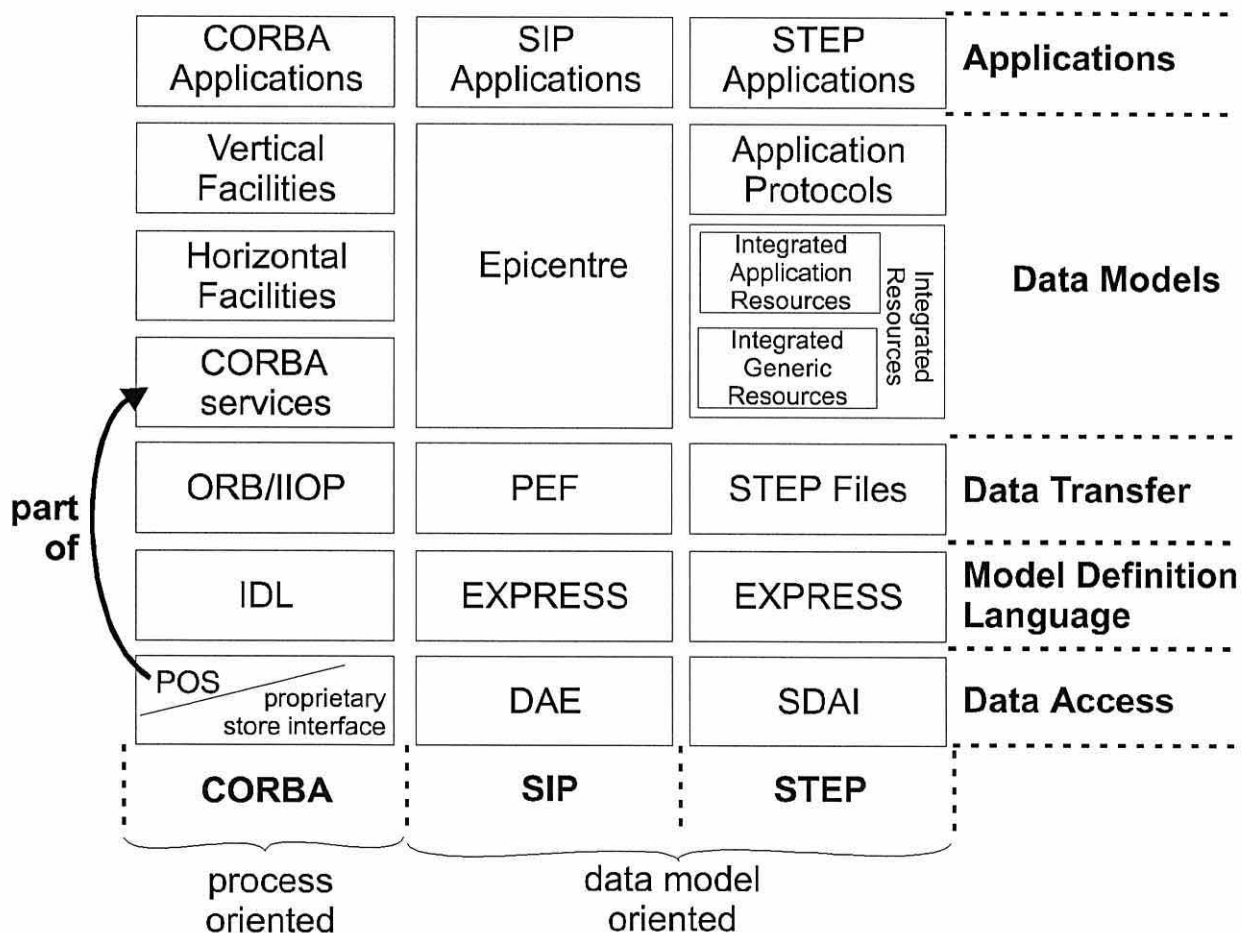 CORBA
Applications
SIP
Applications
STEP
Applications
Applications
Vertical
Facilities
Horizontal
Facilities
CORBA
services
Epicentre
Application
Protocols
Integrated
Application
Resources
Integrated
Generic
Resources
Integrated
Resources
Data Models
part
of
ORB/IIOP
PEF
STEP Files
Data Transfer
IDL
EXPRESS
EXPRESS
Model Definition
Language
POS
proprietary
store interface
DAE
SDAI
Data Access
CORBA
SIP
STEP
process
oriented
data model
oriented